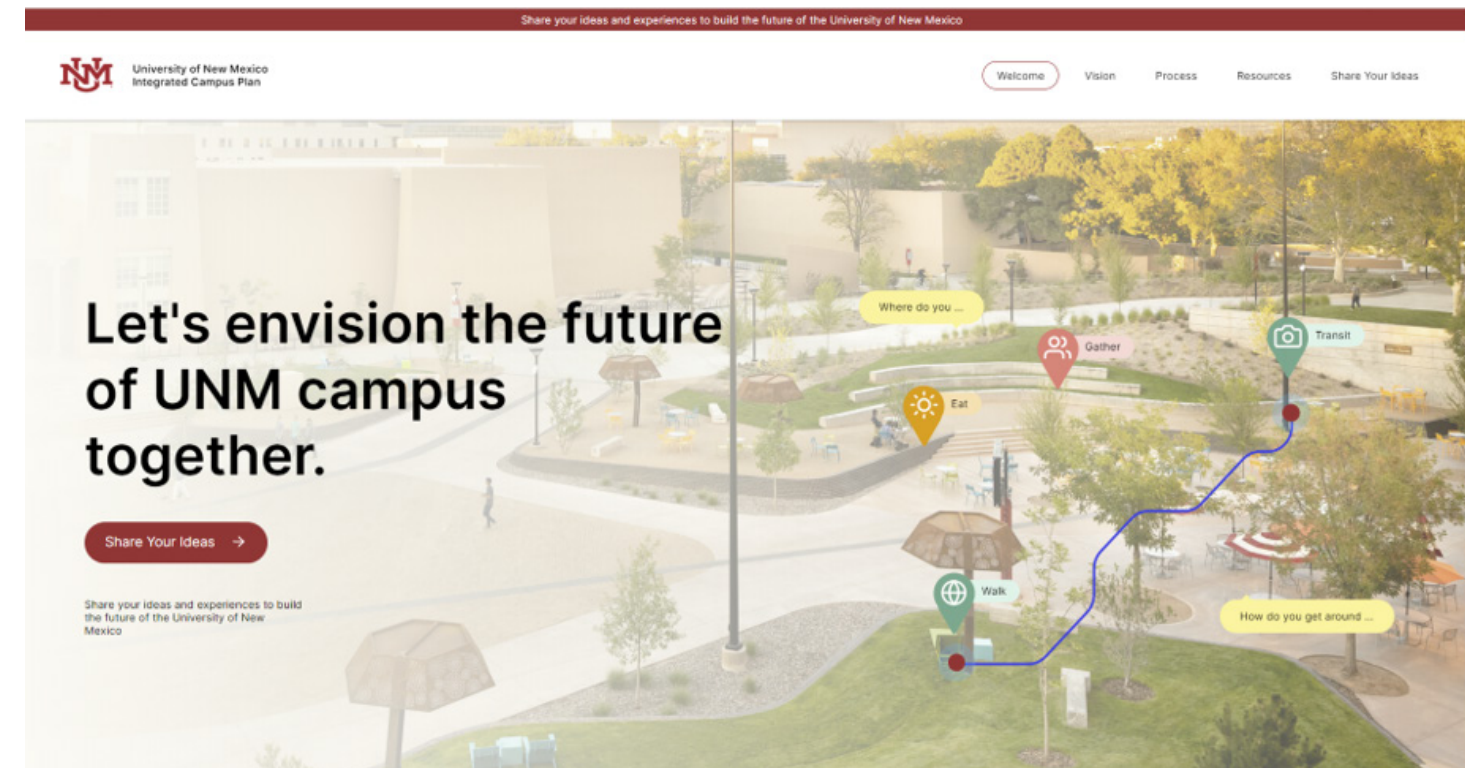 Share your ideas and experiences to build the future of the University of New Mexico
UNM
University of New Mexico
Integrated Campus Plan
Welcome
Vision
Process
Resources
Share Your Ideas
Let's envision the future
of UNM campus
together.
Share Your Ideas →
Share your ideas and experiences to build
the future of the University of New
Mexico
Where do you ...
Gather
Transit
Eat
Walk
How do you get around ...